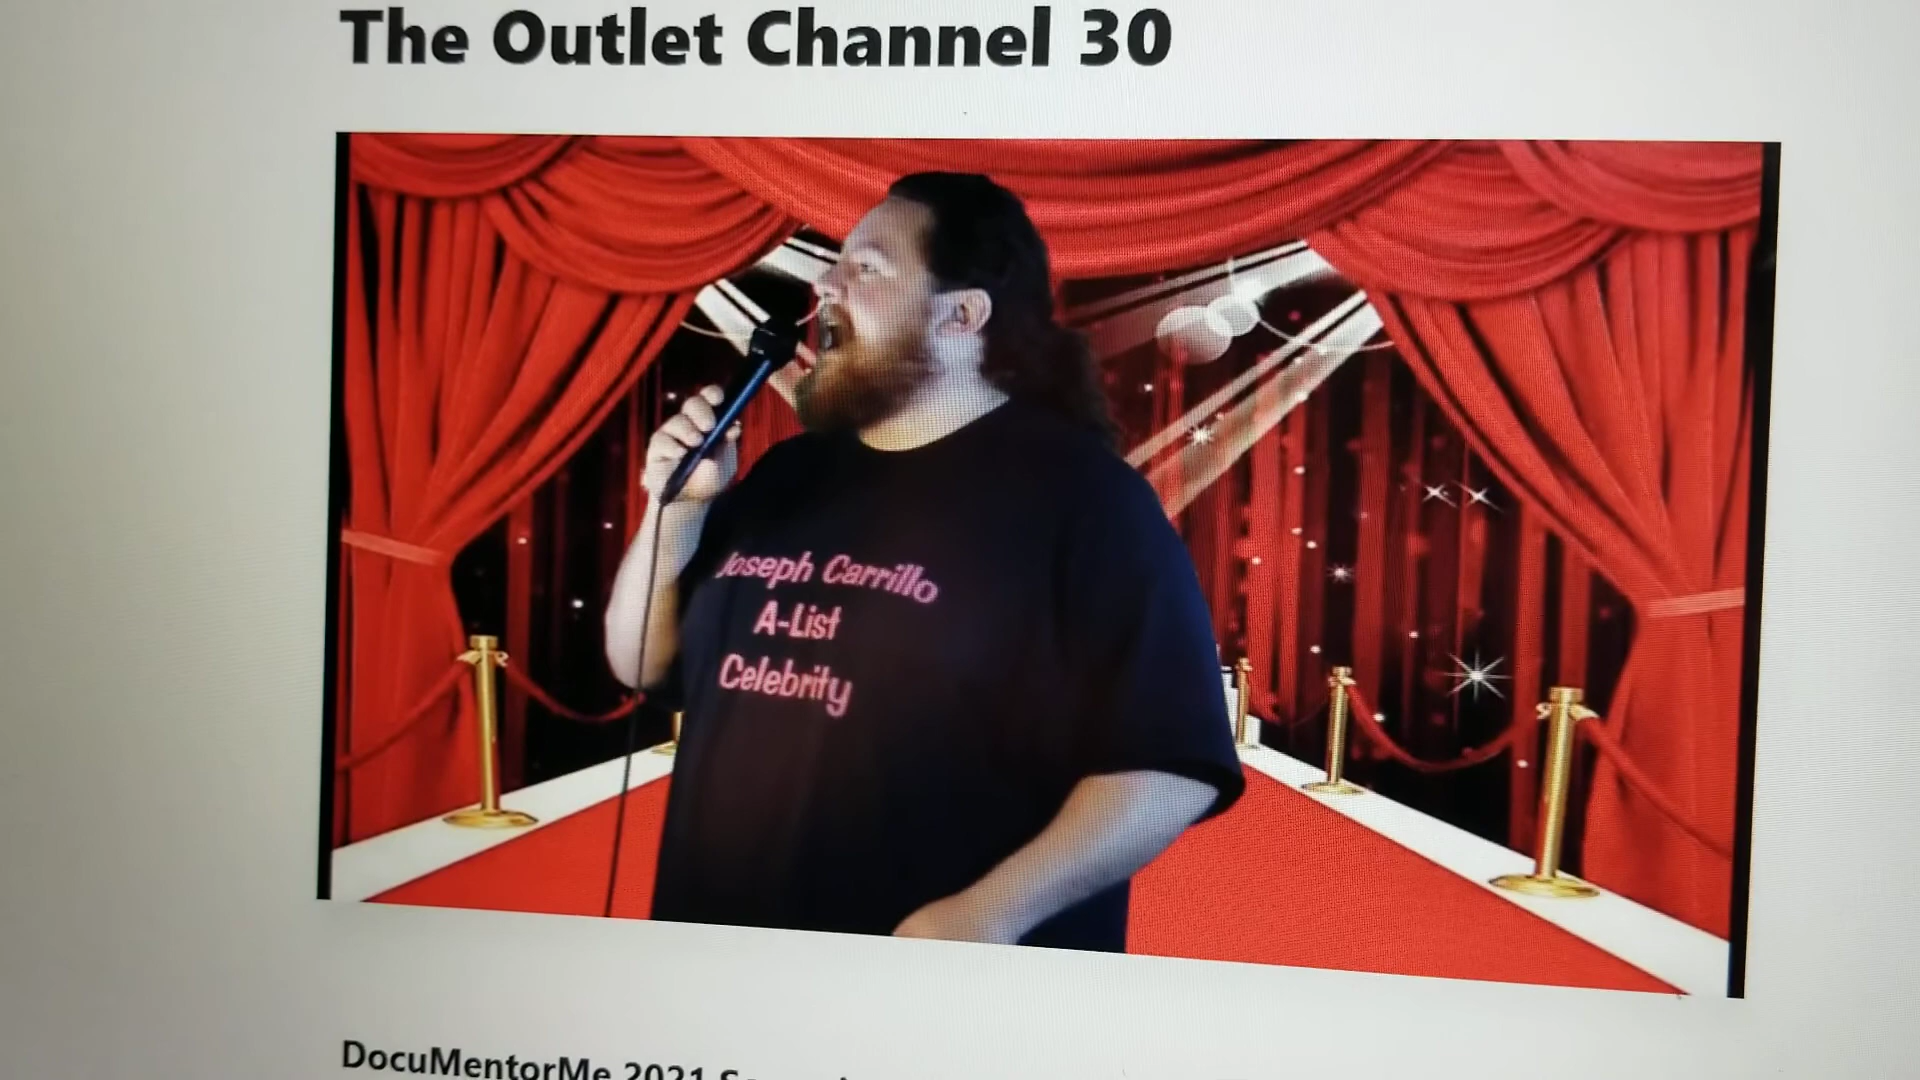 The Outlet Channel 30
Joseph Carrillo
A-List
Celebrity
DocuMentorMe 2021